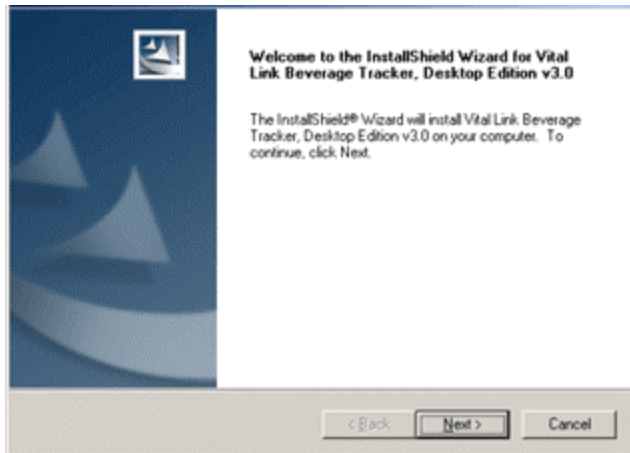 Welcome to the InstallShield Wizard for Vital
Link Beverage Tracker, Desktop Edition v3.0
The InstallShield® Wizard will install Vital Link Beverage
Tracker, Desktop Edition v3.0 on your computer. To
continue, click Next.
< Back Next > Cancel